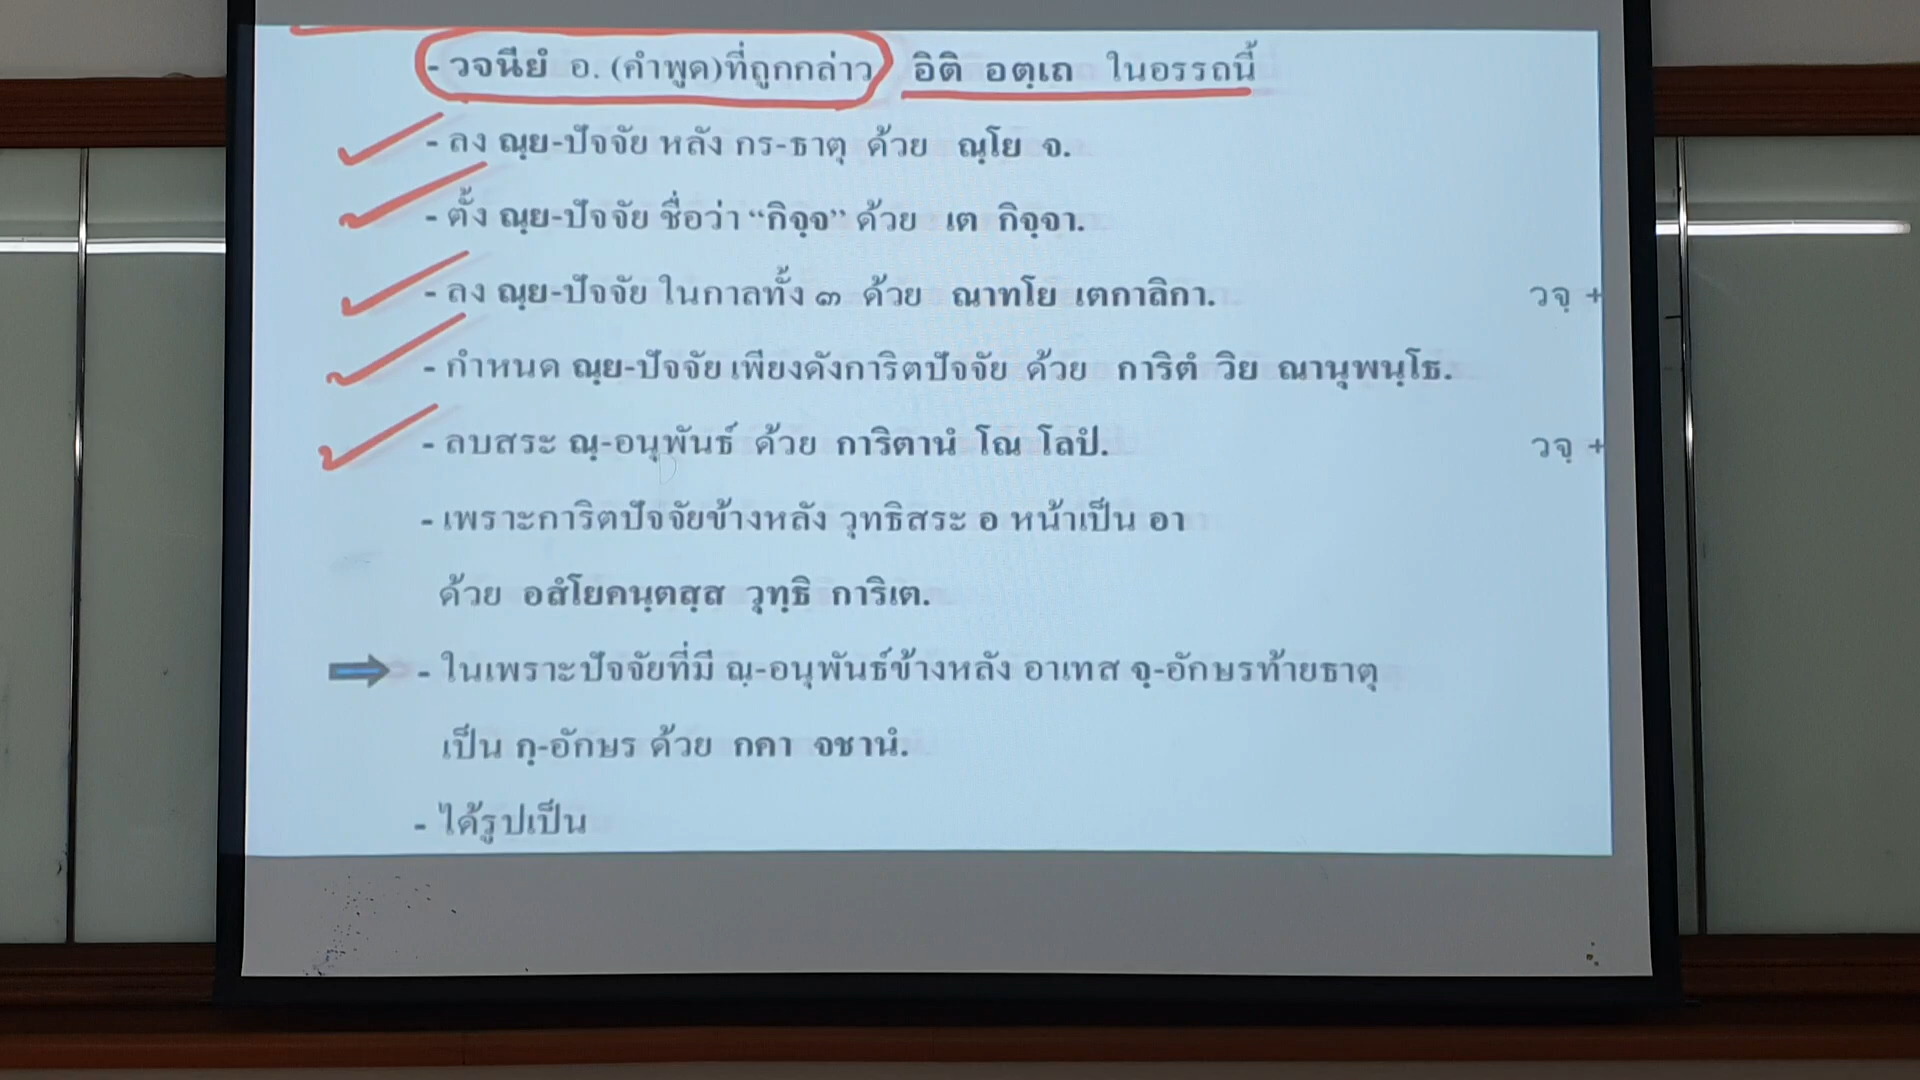 - วจนียํ อ. (คำพูด)ที่ถูกกล่าว อิติ อตฺเถ ในอรรถนี้
- ลง ณฺย-ปัจจัย หลัง กร-ธาตุ ด้วย ณฺโย จ.
- ตั้ง ณฺย-ปัจจัย ชื่อว่า “กิจฺจ” ด้วย เต กิจฺจา.
- ลง ณฺย-ปัจจัย ในกาลทั้ง ๓ ด้วย ณาทโย เตกาลิกา. วจฺ +
- กำหนด ณฺย-ปัจจัย เพียงดังการิตปัจจัย ด้วย การิตํ วิย ณานุพนฺโธ.
- ลบสระ ณฺ-อนุพันธ์ ด้วย การิตานํ โณ โลปํ. วจฺ +
- เพราะการิตปัจจัยข้างหลัง วุทธิสระ อ หน้าเป็น อา
ด้วย อสํโยคนฺตสฺส วุทฺธิ การิเต.
- ในเพราะปัจจัยที่มี ณฺ-อนุพันธ์ข้างหลัง อาเทส จฺ-อักษรท้ายธาตุ
เป็น กฺ-อักษร ด้วย กคา จชานํ.
- ได้รูปเป็น